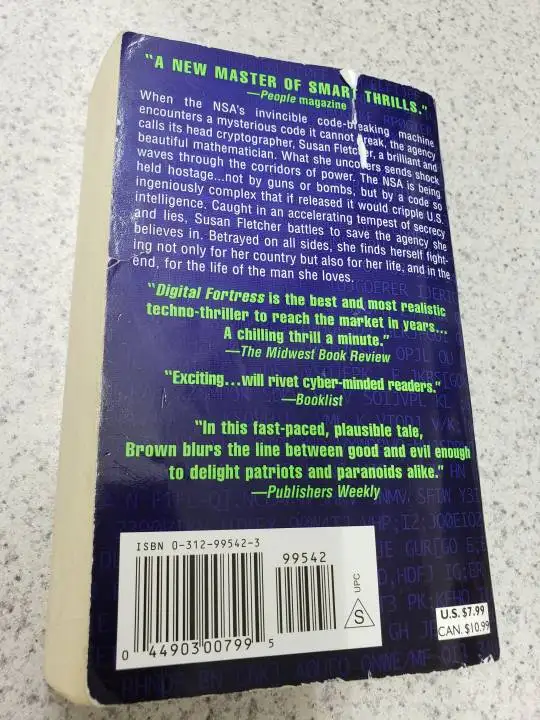 "A NEW MASTER OF SMART THRILLS."
—People magazine
When the NSA's invincible code-breaking machine
encounters a mysterious code it cannot break, the agency
calls its head cryptographer, Susan Fletcher, a brilliant and
beautiful mathematician. What she uncovers sends shock
waves through the corridors of power. The NSA is being
held hostage...not by guns or bombs, but by a code so
ingeniously complex that if released it would cripple U.S.
intelligence. Caught in an accelerating tempest of secrecy
and lies, Susan Fletcher battles to save the agency she
believes in. Betrayed on all sides, she finds herself fight-
ing not only for her country but also for her life, and in the
end, for the life of the man she loves.
"Digital Fortress is the best and most realistic
techno-thriller to reach the market in years...
A chilling thrill a minute."
—The Midwest Book Review
"Exciting...will rivet cyber-minded readers."
—Booklist
"In this fast-paced, plausible tale,
Brown blurs the line between good and evil enough
to delight patriots and paranoids alike."
—Publishers Weekly
ISBN 0-312-99542-3
99542
0 44903 00799 5
UPC
S
U.S. $7.99
CAN. $10.99